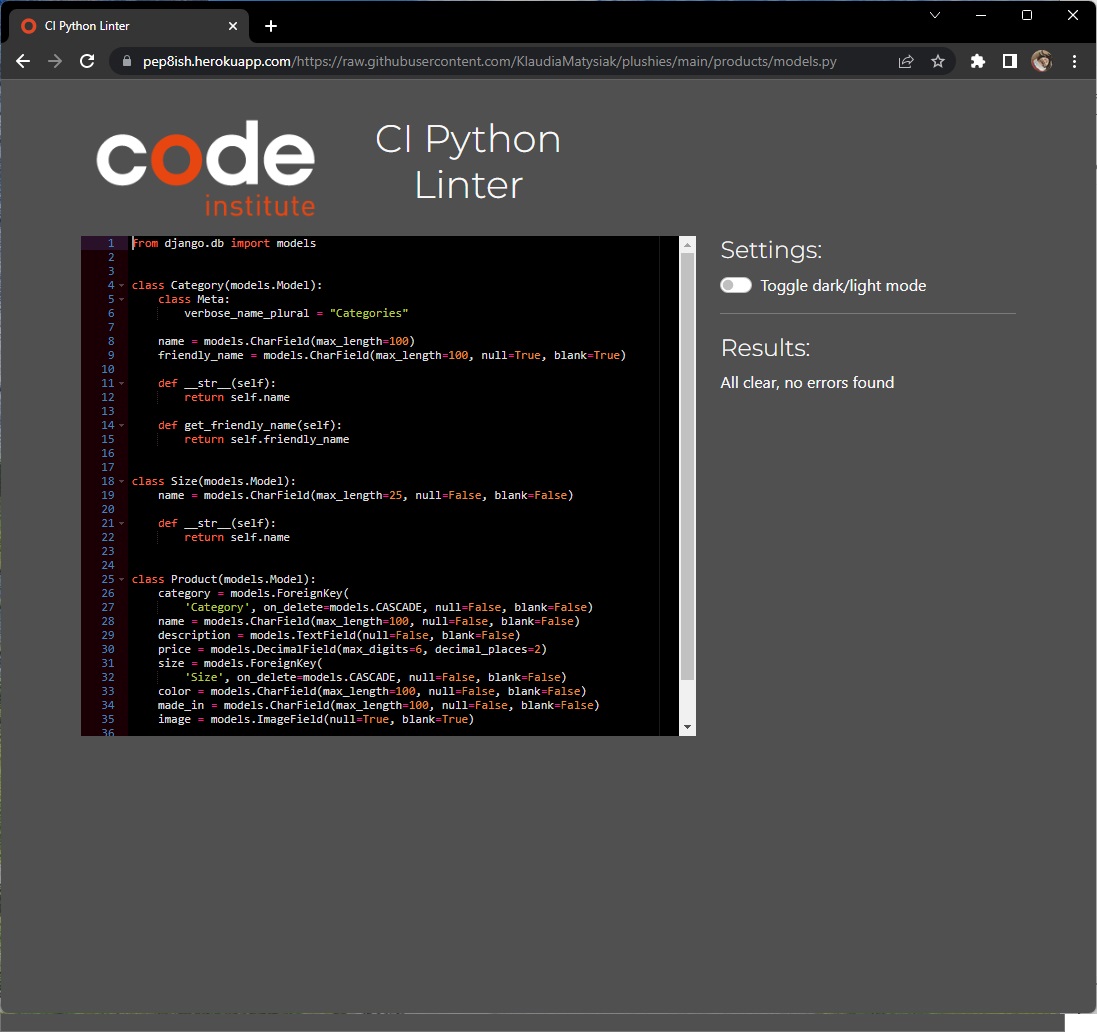 CI Python Linter
pep8ish.herokuapp.com/https://raw.githubusercontent.com/KlaudiaMatysiak/plushies/main/products/models.py
code
institute
CI Python
Linter
1 from django.db import models
2
3
4 class Category(models.Model):
5     class Meta:
6         verbose_name_plural = "Categories"
7
8     name = models.CharField(max_length=100)
9     friendly_name = models.CharField(max_length=100, null=True, blank=True)
10
11     def __str__(self):
12         return self.name
13
14     def get_friendly_name(self):
15         return self.friendly_name
16
17
18 class Size(models.Model):
19     name = models.CharField(max_length=25, null=False, blank=False)
20
21     def __str__(self):
22         return self.name
23
24
25 class Product(models.Model):
26     category = models.ForeignKey(
27         'Category', on_delete=models.CASCADE, null=False, blank=False)
28     name = models.CharField(max_length=100, null=False, blank=False)
29     description = models.TextField(null=False, blank=False)
30     price = models.DecimalField(max_digits=6, decimal_places=2)
31     size = models.ForeignKey(
32         'Size', on_delete=models.CASCADE, null=False, blank=False)
33     color = models.CharField(max_length=100, null=False, blank=False)
34     made_in = models.CharField(max_length=100, null=False, blank=False)
35     image = models.ImageField(null=True, blank=True)
36
Settings:
Toggle dark/light mode
Results:
All clear, no errors found